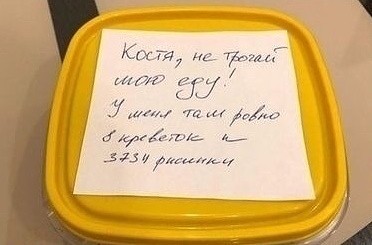 Костя, не трогай
мою еду!
У меня там ровно
8 креветок и
3734 рисинки